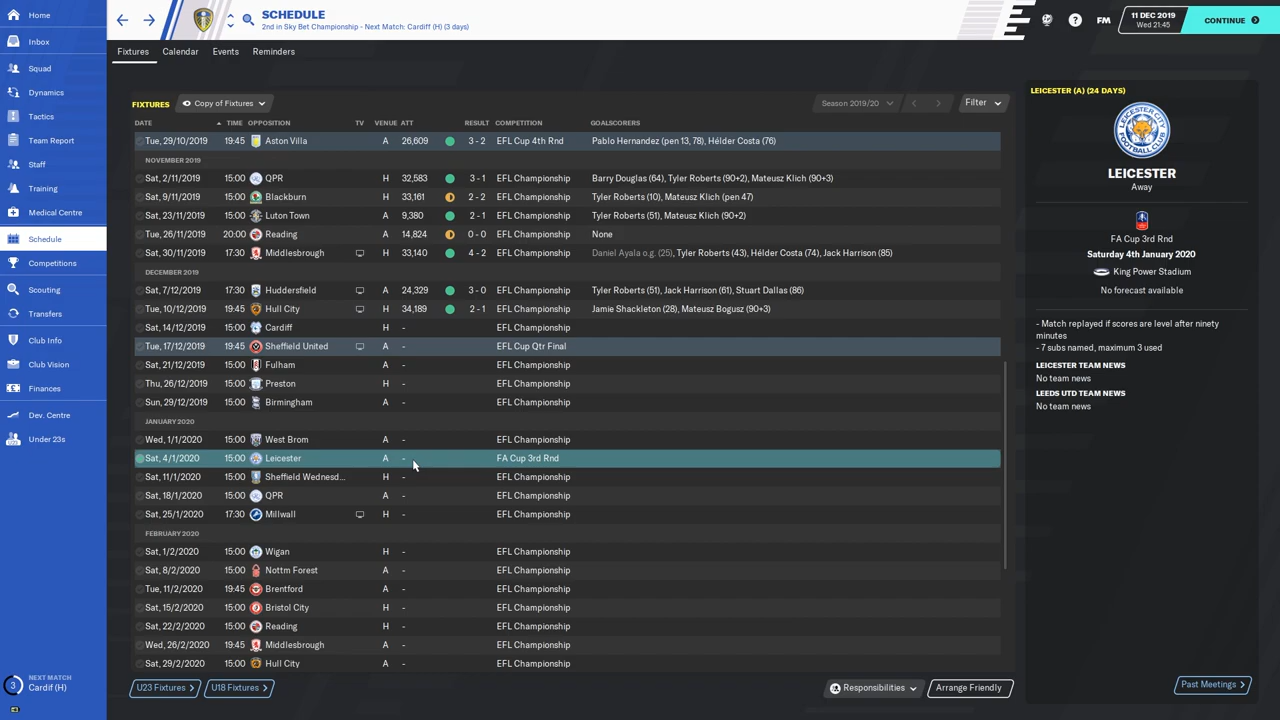 Home
Inbox
Squad
Dynamics
Tactics
Team Report
Staff
Training
Medical Centre
Schedule
Competitions
Scouting
Transfers
Club Info
Club Vision
Finances
Dev. Centre
Under 23s
3 NEXT MATCH
Cardif (H)
SCHEDULE
2nd in Sky Bet Championship - Next Match: Cardiff (H) (3 days)
? FM 11 DEC 2019 CONTINUE
Wed 21:45
Fixtures Calendar Events Reminders
FIXTURES Copy of Fixtures Season 2019/20 Filter
DATE TIME OPPOSITION TV VENUE ATT RESULT COMPETITION GOALSCORERS
Tue, 29/10/2019 19:45 Aston Villa A 26,609 3 - 2 EFL Cup 4th Rnd Pablo Hernandez (pen 13, 78), Hélder Costa (76)
NOVEMBER 2019
Sat, 2/11/2019 15:00 QPR H 32,583 3 - 1 EFL Championship Barry Douglas (64), Tyler Roberts (90+2), Mateusz Klich (90+3)
Sat, 9/11/2019 15:00 Blackburn H 33,161 2 - 2 EFL Championship Tyler Roberts (10), Mateusz Klich (pen 47)
Sat, 23/11/2019 15:00 Luton Town A 9,380 2 - 1 EFL Championship Tyler Roberts (51), Mateusz Klich (90+2)
Tue, 26/11/2019 20:00 Reading A 14,824 0 - 0 EFL Championship None
Sat, 30/11/2019 17:30 Middlesbrough H 33,140 4 - 2 EFL Championship Daniel Ayala o.g. (25), Tyler Roberts (43), Hélder Costa (74), Jack Harrison (85)
DECEMBER 2019
Sat, 7/12/2019 17:30 Huddersfield A 24,329 3 - 0 EFL Championship Tyler Roberts (51), Jack Harrison (61), Stuart Dallas (86)
Tue, 10/12/2019 19:45 Hull City H 34,189 2 - 1 EFL Championship Jamie Shackleton (28), Mateusz Bogusz (90+3)
Sat, 14/12/2019 15:00 Cardiff H - EFL Championship
Tue, 17/12/2019 19:45 Sheffield United A - EFL Cup Qtr Final
Sat, 21/12/2019 15:00 Fulham A - EFL Championship
Thu, 26/12/2019 15:00 Preston H - EFL Championship
Sun, 29/12/2019 15:00 Birmingham A - EFL Championship
JANUARY 2020
Wed, 1/1/2020 15:00 West Brom A - EFL Championship
Sat, 4/1/2020 15:00 Leicester A - FA Cup 3rd Rnd
Sat, 11/1/2020 15:00 Sheffield Wednesd... H - EFL Championship
Sat, 18/1/2020 15:00 QPR A - EFL Championship
Sat, 25/1/2020 17:30 Millwall H - EFL Championship
FEBRUARY 2020
Sat, 1/2/2020 15:00 Wigan H - EFL Championship
Sat, 8/2/2020 15:00 Nottm Forest A - EFL Championship
Tue, 11/2/2020 19:45 Brentford A - EFL Championship
Sat, 15/2/2020 15:00 Bristol City H - EFL Championship
Sat, 22/2/2020 15:00 Reading H - EFL Championship
Wed, 26/2/2020 19:45 Middlesbrough A - EFL Championship
Sat, 29/2/2020 15:00 Hull City A - EFL Championship
U23 Fixtures U18 Fixtures Responsibilities Arrange Friendly
LEICESTER (A) (24 DAYS)
LEICESTER
Away
FA Cup 3rd Rnd
Saturday 4th January 2020
King Power Stadium
No forecast available
- Match replayed if scores are level after ninety
minutes
- 7 subs named, maximum 3 used
LEICESTER TEAM NEWS
No team news
LEEDS UTD TEAM NEWS
No team news
Past Meetings